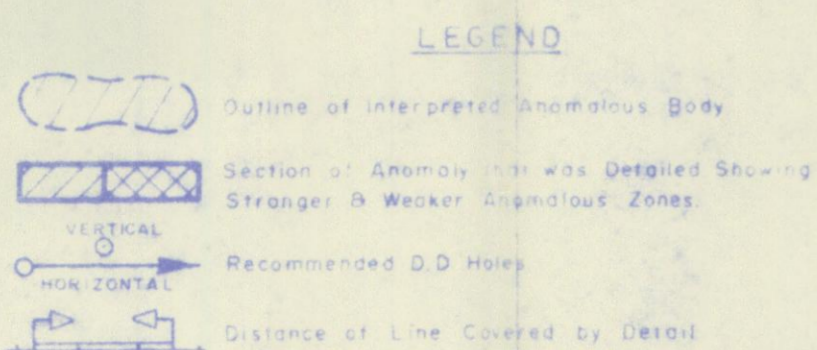 LEGEND
Outline of Interpreted Anomalous Body
Section of Anomaly that was Detailed Showing
Stronger & Weaker Anomalous Zones.
VERTICAL
Recommended D.D. Holes
HORIZONTAL
Distance of Line Covered by Detail